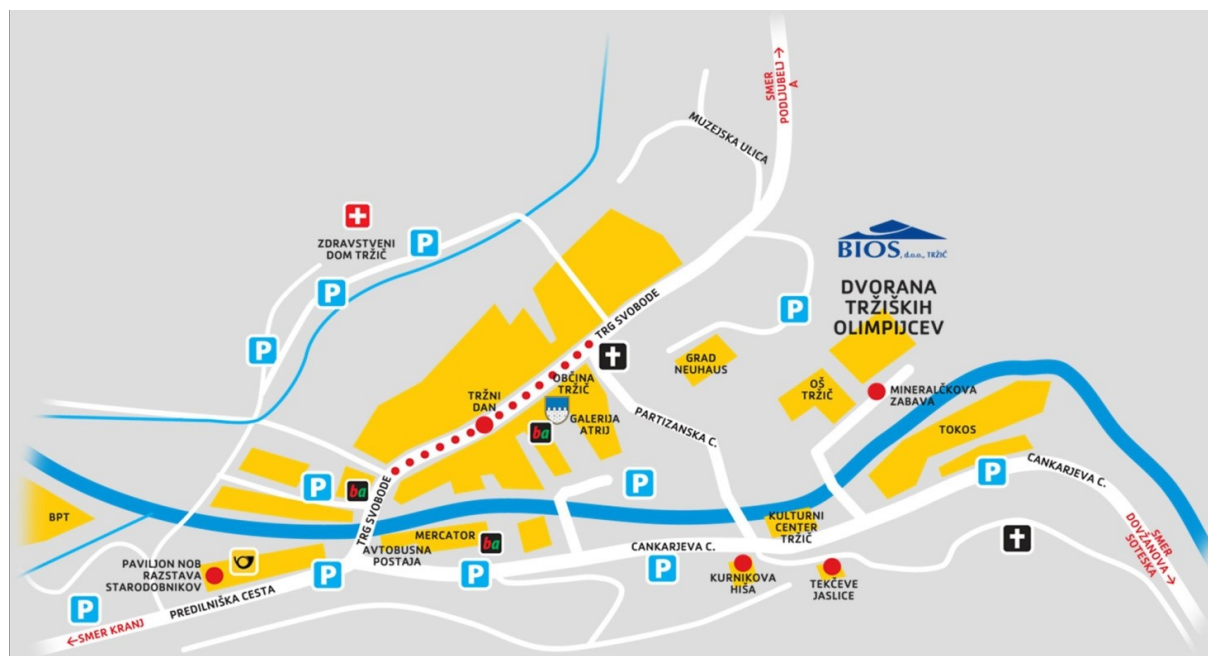 SMER
PODLJUBELJ
A
MUZEJSKA ULICA
P
ZDRAVSTVENI
DOM TRŽIČ
P
P
P
BIOS, d.o.o., TRŽIČ
DVORANA
TRŽIŠKIH
OLIMPIJCEV
P
TRG SVOBODE
GRAD
NEUHAUS
OBČINA
TRŽIČ
TRŽNI
DAN
OŠ
TRŽIČ
MINERALČKOVA
ZABAVA
GALERIJA
ATRIJ
ba
PARTIZANSKA C.
TOKOS
CANKARJEVA C.
P
P
P
ba
TRG SVOBODE
BPT
MERCATOR
ba
AVTOBUSNA
POSTAJA
KULTURNI
CENTER
TRŽIČ
CANKARJEVA C.
SMER
DOVŽANOVA
SOTESKA
PAVILJON NOB
RAZSTAVA
STARODOBNIKOV
P
P
P
KURNIKOVA
HIŠA
TEKČEVE
JASLICE
PREDILNIŠKA CESTA
P
SMER KRANJ